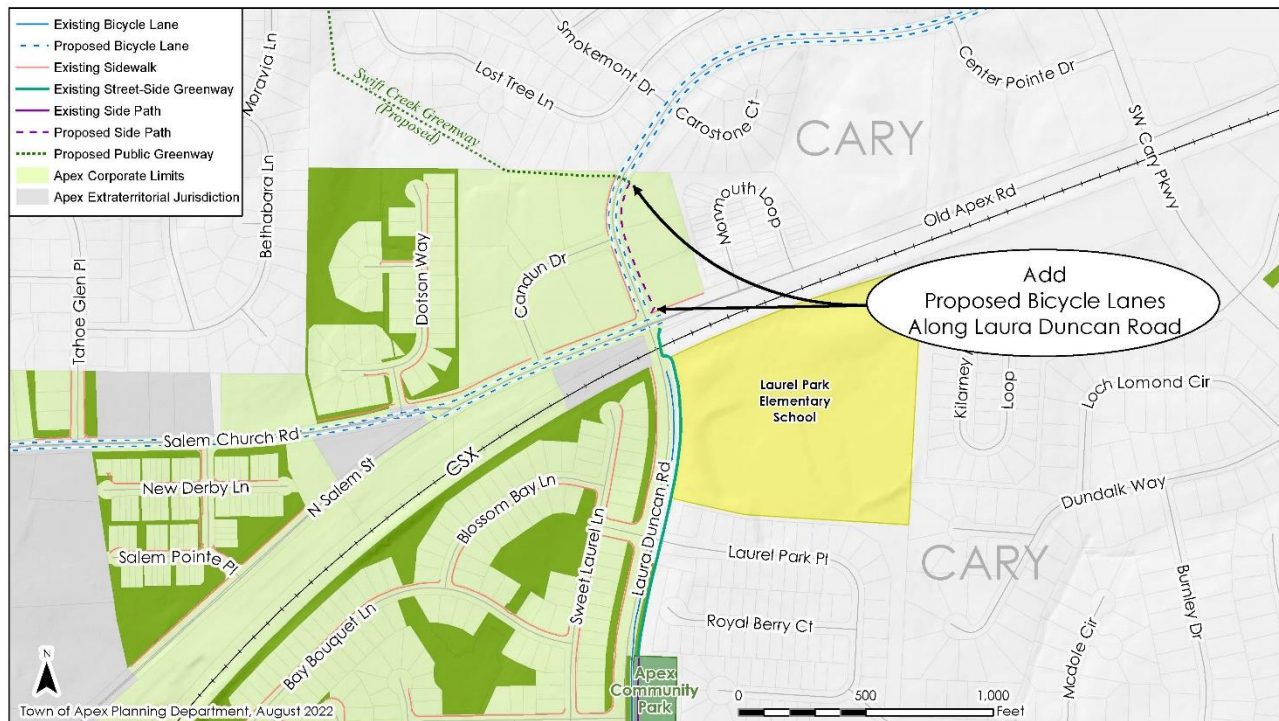 Existing Bicycle Lane
Proposed Bicycle Lane
Existing Sidewalk
Existing Street-Side Greenway
Existing Side Path
Proposed Side Path
Proposed Public Greenway
Apex Corporate Limits
Apex Extraterritorial Jurisdiction
Moravia Ln
Bethabara Ln
Swift Creek Greenway
(Proposed)
Lost Tree Ln
Smokemont Dr
Carostone Ct
Center Pointe Dr
CARY
SW Cary Pkwy
Old Apex Rd
Monmouth Loop
Tahoe Glen Pl
Dotson Way
Candun Dr
Add
Proposed Bicycle Lanes
Along Laura Duncan Road
Laurel Park
Elementary
School
Kilarney
Loop
Loch Lomond Cir
Salem Church Rd
N Salem St
CSX
New Derby Ln
Salem Pointe Pl
Blossom Bay Ln
Sweet Laurel Ln
Laura Duncan Rd
Dundalk Way
Laurel Park Pl
CARY
Royal Berry Ct
Burnley Dr
Mcdole Cir
Bay Bouquet Ln
Apex
Community
Park
N
0 500 1,000
Feet
Town of Apex Planning Department, August 2022